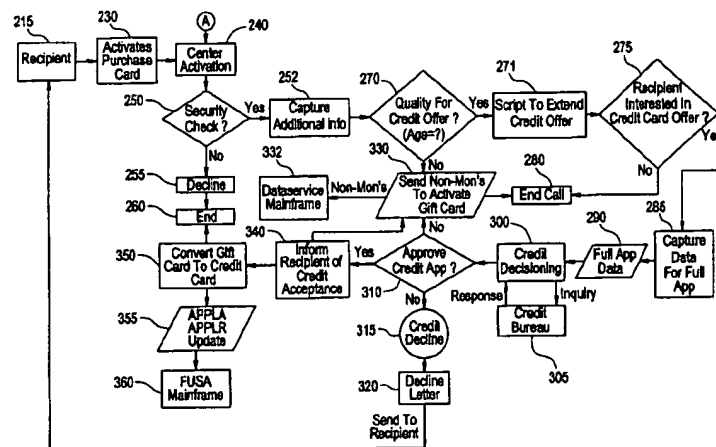 215
Recipient
230
Activates
Purchase
Card
A
240
Center
Activation
250
Security
Check ?
Yes
No
252
Capture
Additional Info
270
Quality For
Credit Offer ?
(Age=?)
Yes
No
271
Script To Extend
Credit Offer
275
Recipient
Interested In
Credit Card Offer ?
Yes
No
255
Decline
260
End
332
Dataservice
Mainframe
Non-Mon's
330
Send Non-Mon's
To Activate
Gift Card
280
End Call
No
350
Convert Gift
Card To Credit
Card
340
Inform
Recipient of
Credit
Acceptance
Yes
Approve
Credit App ?
310
No
300
Credit
Decisioning
290
Full App
Data
285
Capture
Data
For Full
App
Response
Inquiry
Credit
Bureau
305
355
APPLA
APPLR
Update
315
Credit
Decline
360
FUSA
Mainframe
320
Decline
Letter
Send To
Recipient